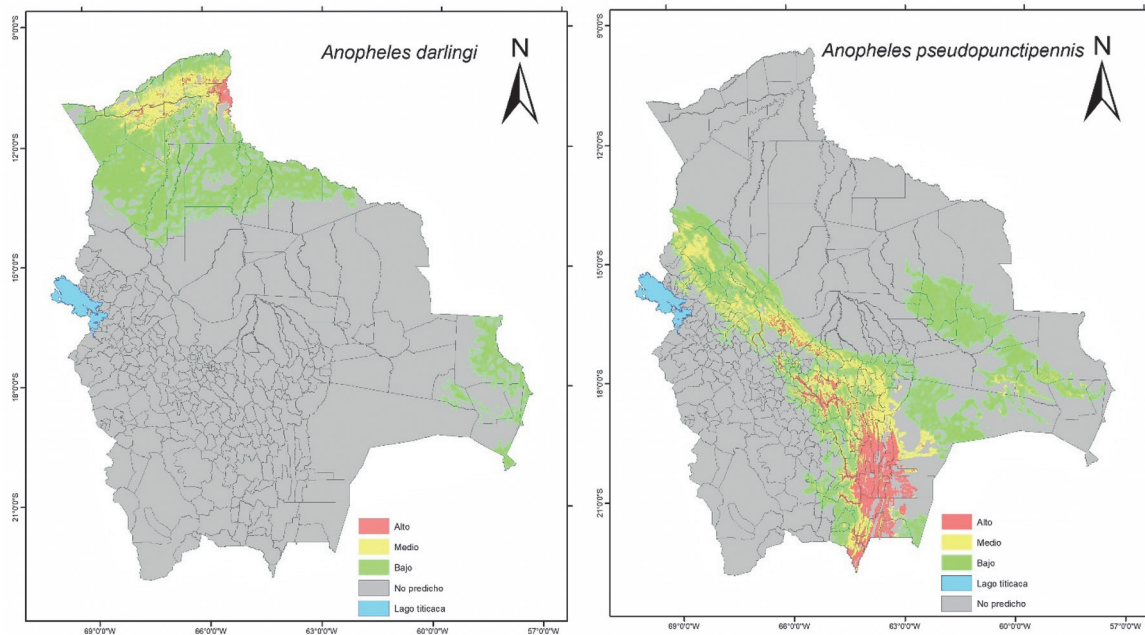 Anopheles darlingi
N
9°0'0"S
12°0'0"S
15°0'0"S
18°0'0"S
21°0'0"S
Alto
Medio
Bajo
No predicho
Lago titicaca
69°0'0"W
66°0'0"W
63°0'0"W
60°0'0"W
57°0'0"W
Anopheles pseudopunctipennis
N
9°0'0"S
12°0'0"S
15°0'0"S
18°0'0"S
21°0'0"S
Alto
Medio
Bajo
Lago titicaca
No predicho
69°0'0"W
66°0'0"W
63°0'0"W
60°0'0"W
57°0'0"W